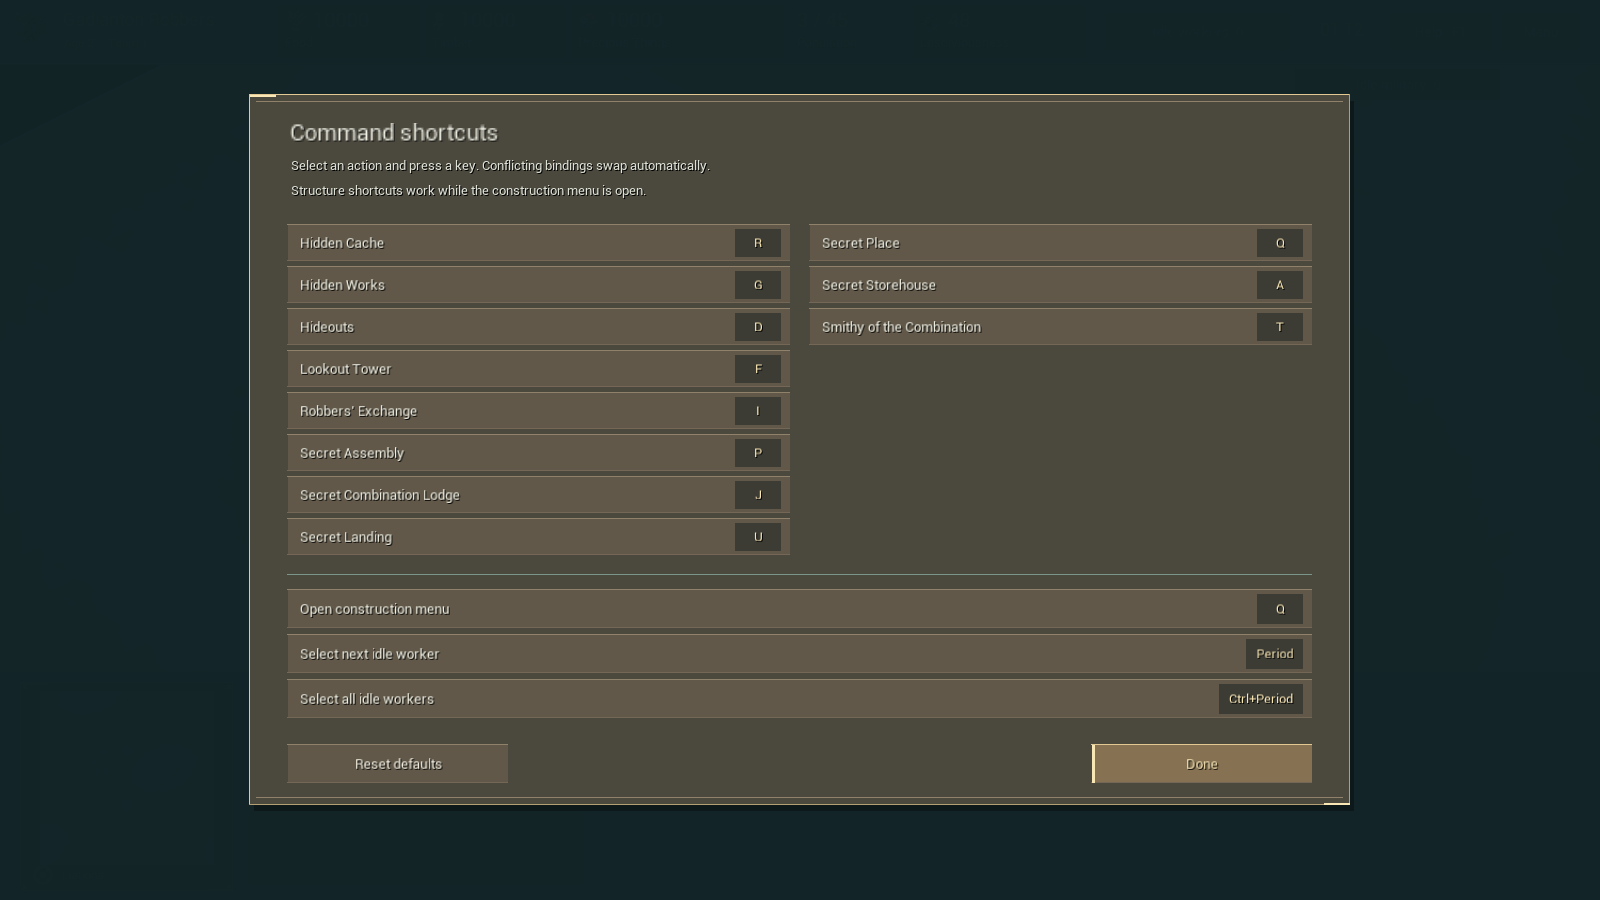 Command shortcuts
Select an action and press a key. Conflicting bindings swap automatically.
Structure shortcuts work while the construction menu is open.
Hidden Cache R
Hidden Works G
Hideouts D
Lookout Tower F
Robbers' Exchange I
Secret Assembly P
Secret Combination Lodge J
Secret Landing U
Secret Place Q
Secret Storehouse A
Smithy of the Combination T
Open construction menu Q
Select next idle worker Period
Select all idle workers Ctrl+Period
Reset defaults
Done